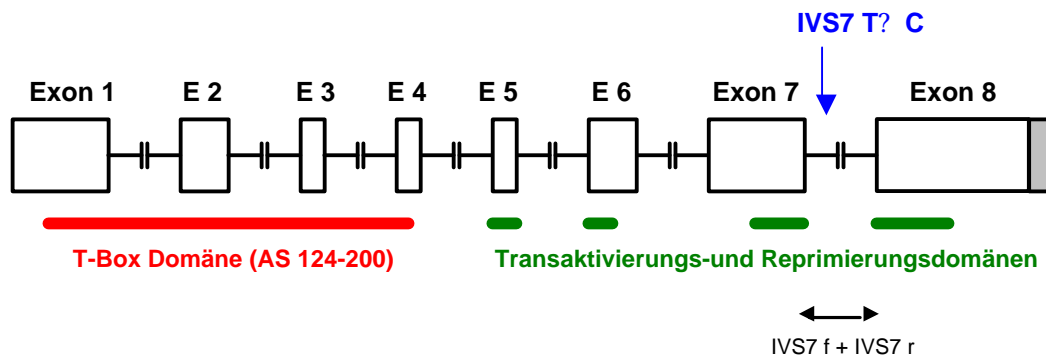 IVS7 T? C
Exon 1 E 2 E 3 E 4 E 5 E 6 Exon 7 Exon 8
T-Box Domäne (AS 124-200) Transaktivierungs-und Reprimierungsdomänen
IVS7 f + IVS7 r